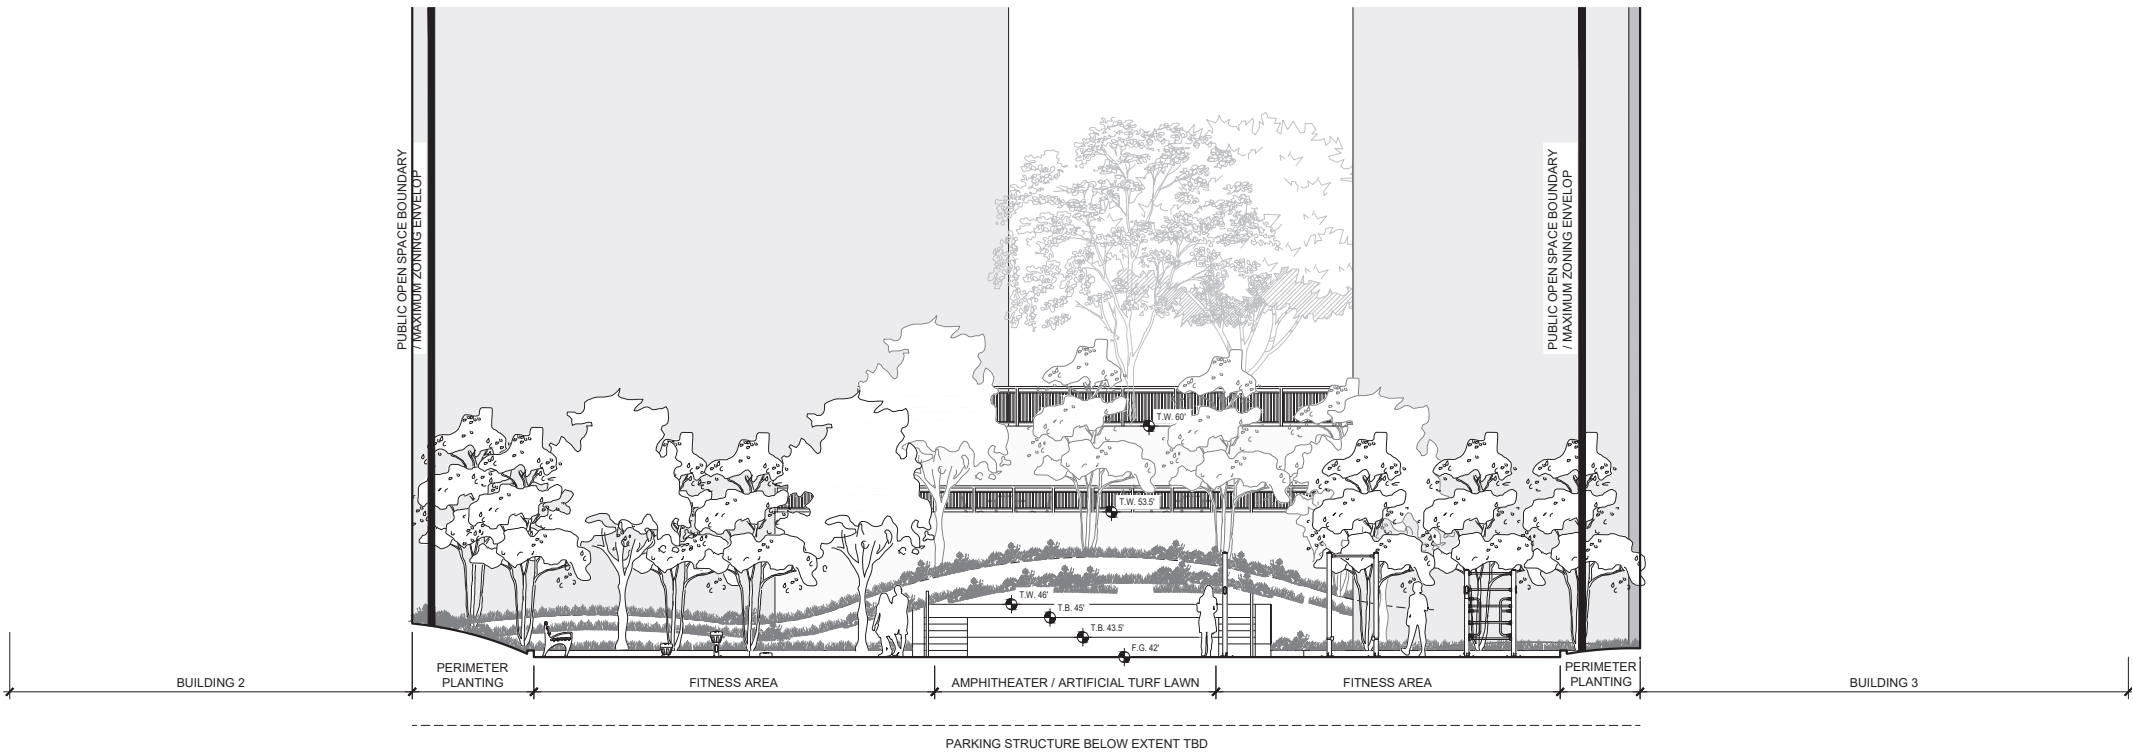 PUBLIC OPEN SPACE BOUNDARY
/ MAXIMUM ZONING ENVELOP
PUBLIC OPEN SPACE BOUNDARY
/ MAXIMUM ZONING ENVELOP
T.W. 60'
T.W. 53.5'
T.W. 46'
T.B. 45'
T.B. 43.5'
F.G. 42'
BUILDING 2
PERIMETER
PLANTING
FITNESS AREA
AMPHITHEATER / ARTIFICIAL TURF LAWN
FITNESS AREA
PERIMETER
PLANTING
BUILDING 3
PARKING STRUCTURE BELOW EXTENT TBD